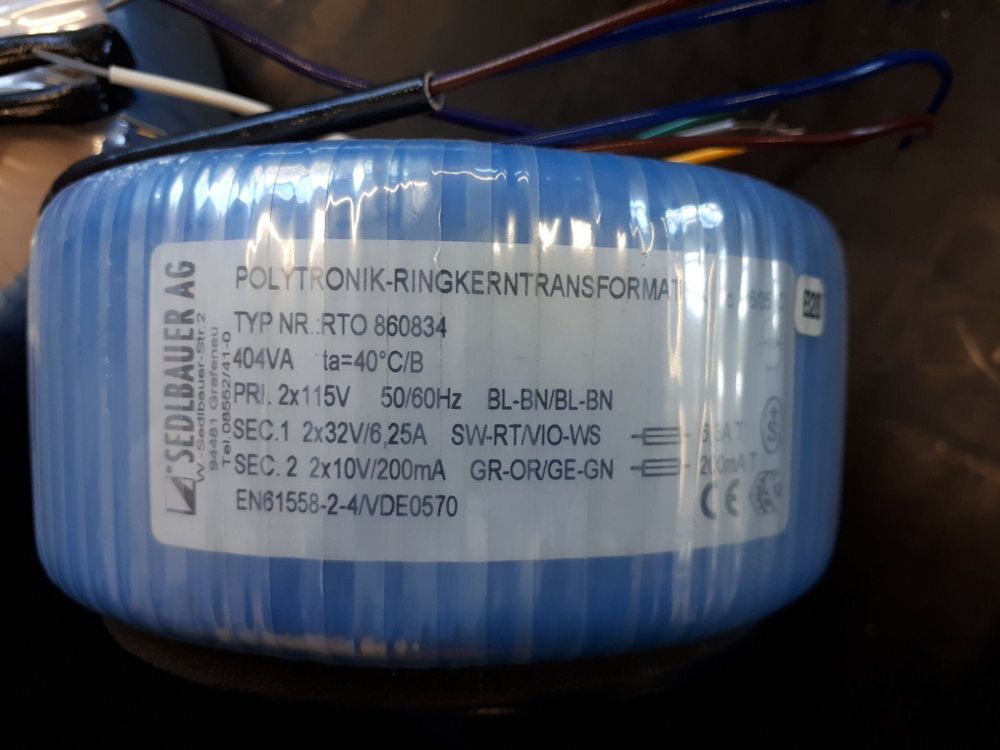 SEDLBAUER AG
W.-Sedlbauer-Str.2
94481 Grafenau
Tel.08552/41-0
POLYTRONIK-RINGKERNTRANSFORMAT
TYP NR.:RTO 860834
404VA ta=40°C/B
PRI. 2x115V 50/60Hz BL-BN/BL-BN
SEC.1 2x32V/6,25A SW-RT/VIO-WS A T
SEC. 2 2x10V/200mA GR-OR/GE-GN 200mA T
EN61558-2-4/VDE0570 CE